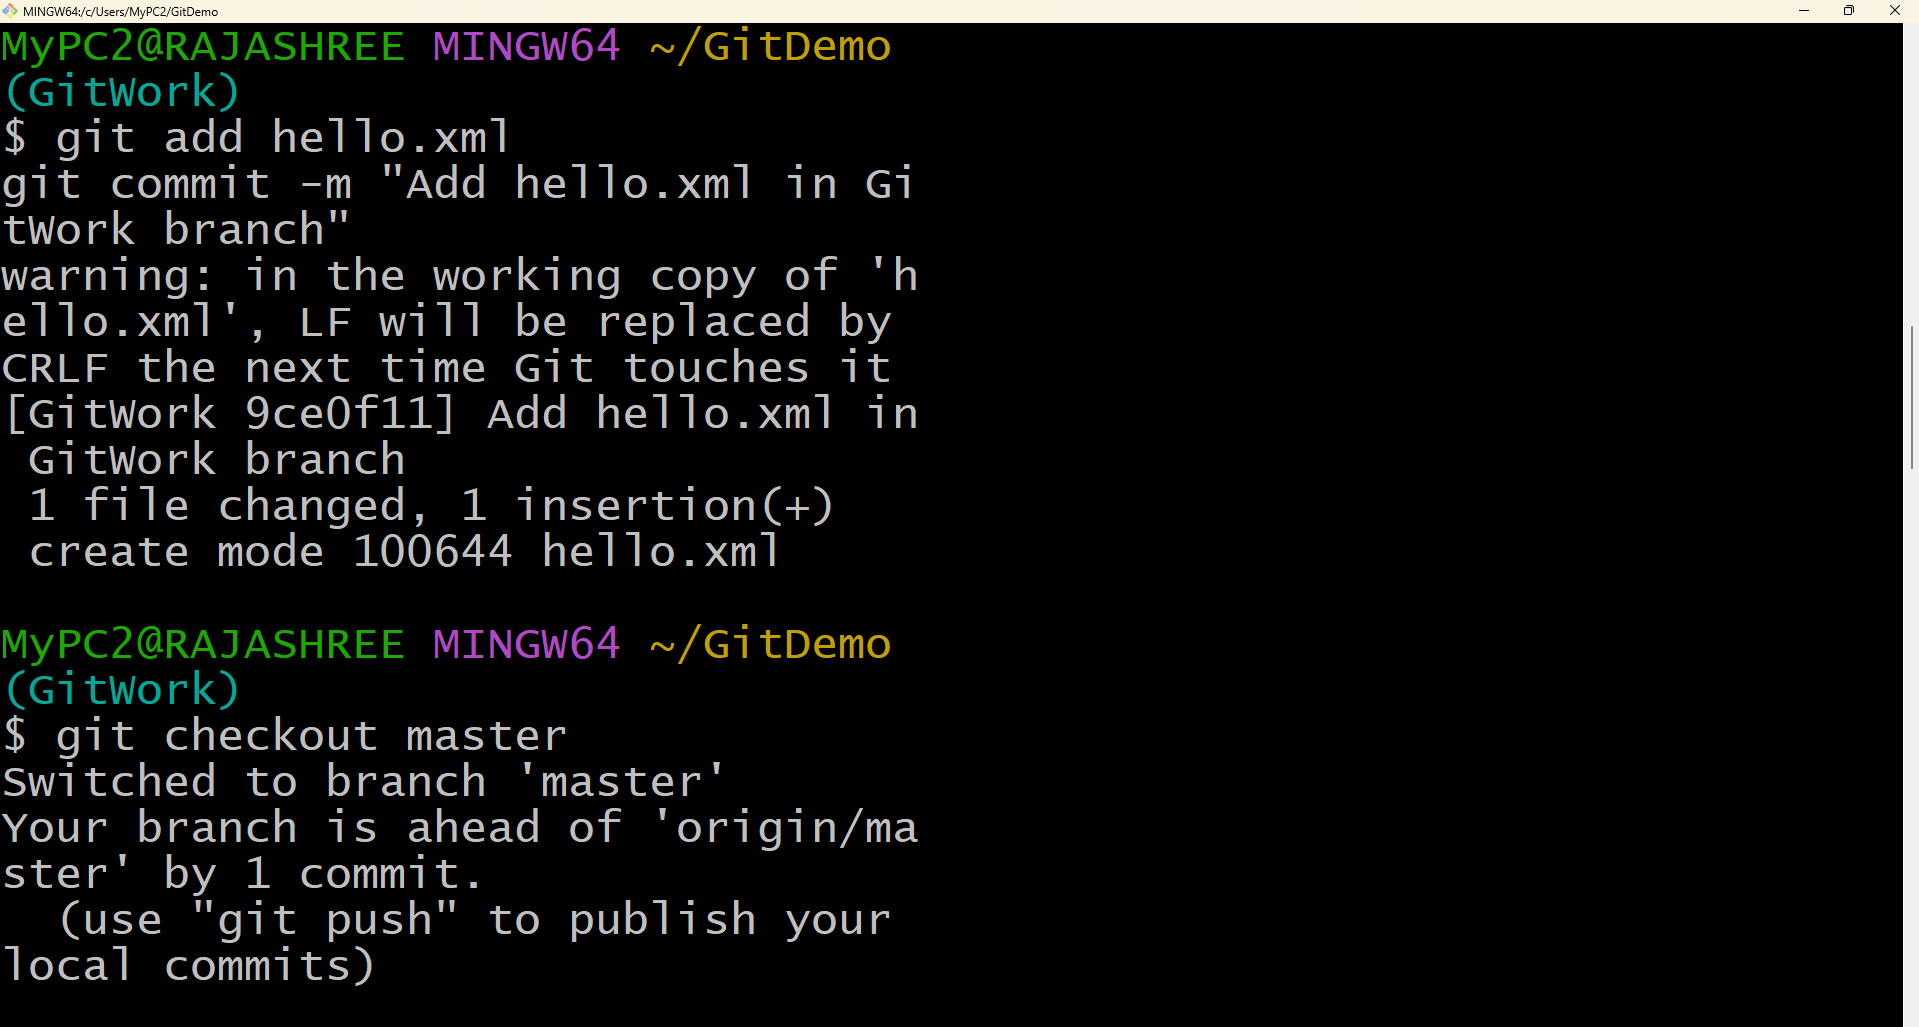 MINGW64:/c/Users/MyPC2/GitDemo
MyPC2@RAJASHREE MINGW64 ~/GitDemo
(GitWork)
$ git add hello.xml
git commit -m "Add hello.xml in Gi
tWork branch"
warning: in the working copy of 'h
ello.xml', LF will be replaced by
CRLF the next time Git touches it
[GitWork 9ce0f11] Add hello.xml in
 GitWork branch
 1 file changed, 1 insertion(+)
 create mode 100644 hello.xml
MyPC2@RAJASHREE MINGW64 ~/GitDemo
(GitWork)
$ git checkout master
Switched to branch 'master'
Your branch is ahead of 'origin/ma
ster' by 1 commit.
  (use "git push" to publish your
local commits)